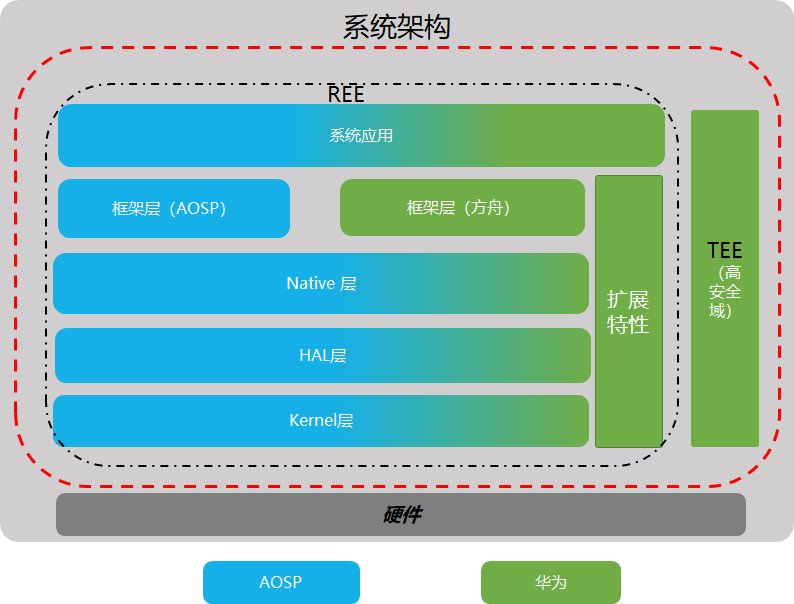 系统架构
REE
系统应用
框架层（AOSP）
框架层（方舟）
Native 层
HAL层
Kernel层
扩展
特性
TEE
（高
安全
域）
硬件
AOSP
华为